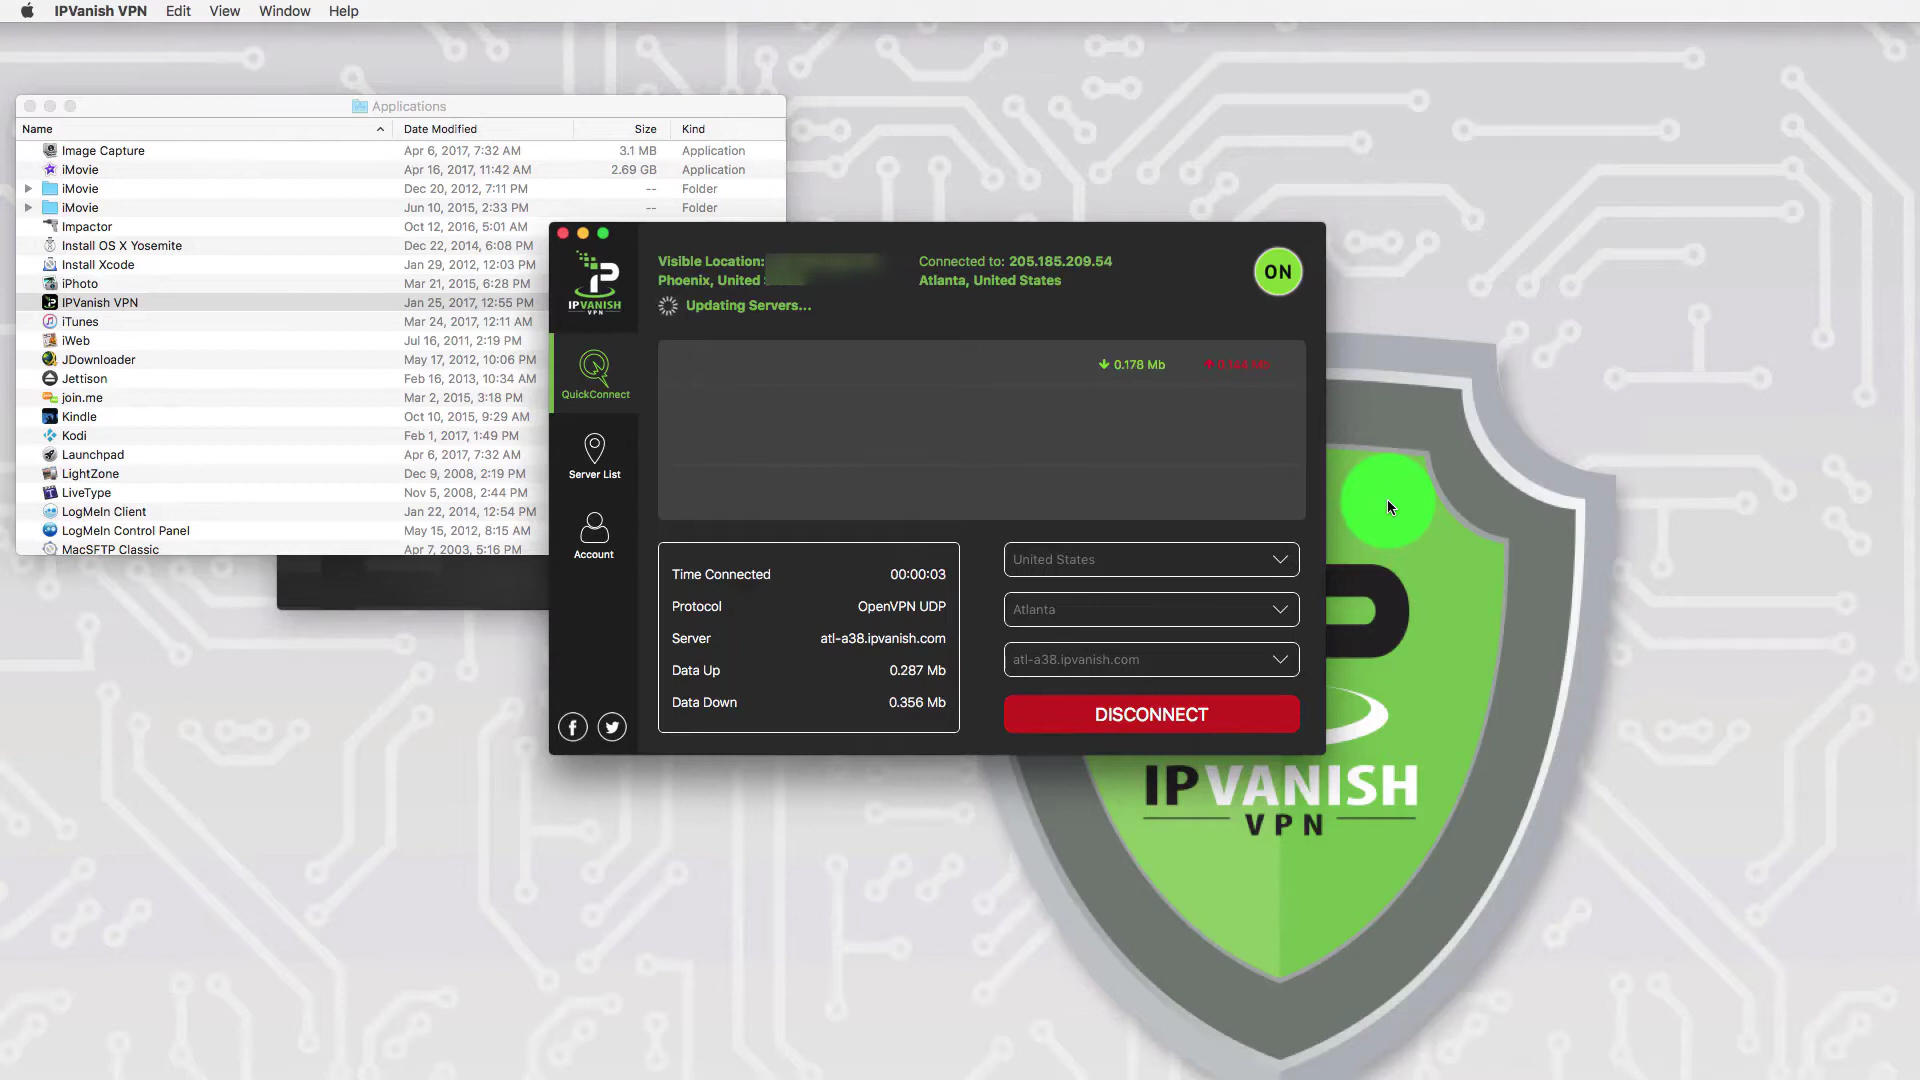 IPVanish VPN Edit View Window Help
Applications
Name Date Modified Size Kind
Image Capture Apr 6, 2017, 7:32 AM 3.1 MB Application
iMovie Apr 16, 2017, 11:42 AM 2.69 GB Application
iMovie Dec 20, 2012, 7:11 PM -- Folder
iMovie Jun 10, 2015, 2:33 PM -- Folder
Impactor Oct 12, 2016, 5:01 AM
Install OS X Yosemite Dec 22, 2014, 6:08 PM
Install Xcode Jan 29, 2012, 12:03 PM
iPhoto Mar 21, 2015, 6:28 PM
IPVanish VPN Jan 25, 2017, 12:55 PM
iTunes Mar 24, 2017, 12:11 AM
iWeb Jul 16, 2011, 2:19 PM
JDownloader May 17, 2012, 10:06 PM
Jettison Feb 16, 2013, 10:34 AM
join.me Mar 2, 2015, 3:18 PM
Kindle Oct 10, 2015, 9:29 AM
Kodi Feb 1, 2017, 1:49 PM
Launchpad Apr 6, 2017, 7:32 AM
LightZone Dec 9, 2008, 2:19 PM
LiveType Nov 5, 2008, 2:44 PM
LogMeIn Client Jan 22, 2014, 12:54 PM
LogMeIn Control Panel May 15, 2012, 8:15 AM
MacSFTP Classic Apr 7, 2003, 5:16 PM
IPVANISH
VPN
QuickConnect
Server List
Account
Visible Location:
Phoenix, United
Updating Servers...
Connected to: 205.185.209.54
Atlanta, United States
ON
0.178 Mb
Time Connected 00:00:03
Protocol OpenVPN UDP
Server atl-a38.ipvanish.com
Data Up 0.287 Mb
Data Down 0.356 Mb
United States
Atlanta
atl-a38.ipvanish.com
DISCONNECT
IPVANISH
VPN